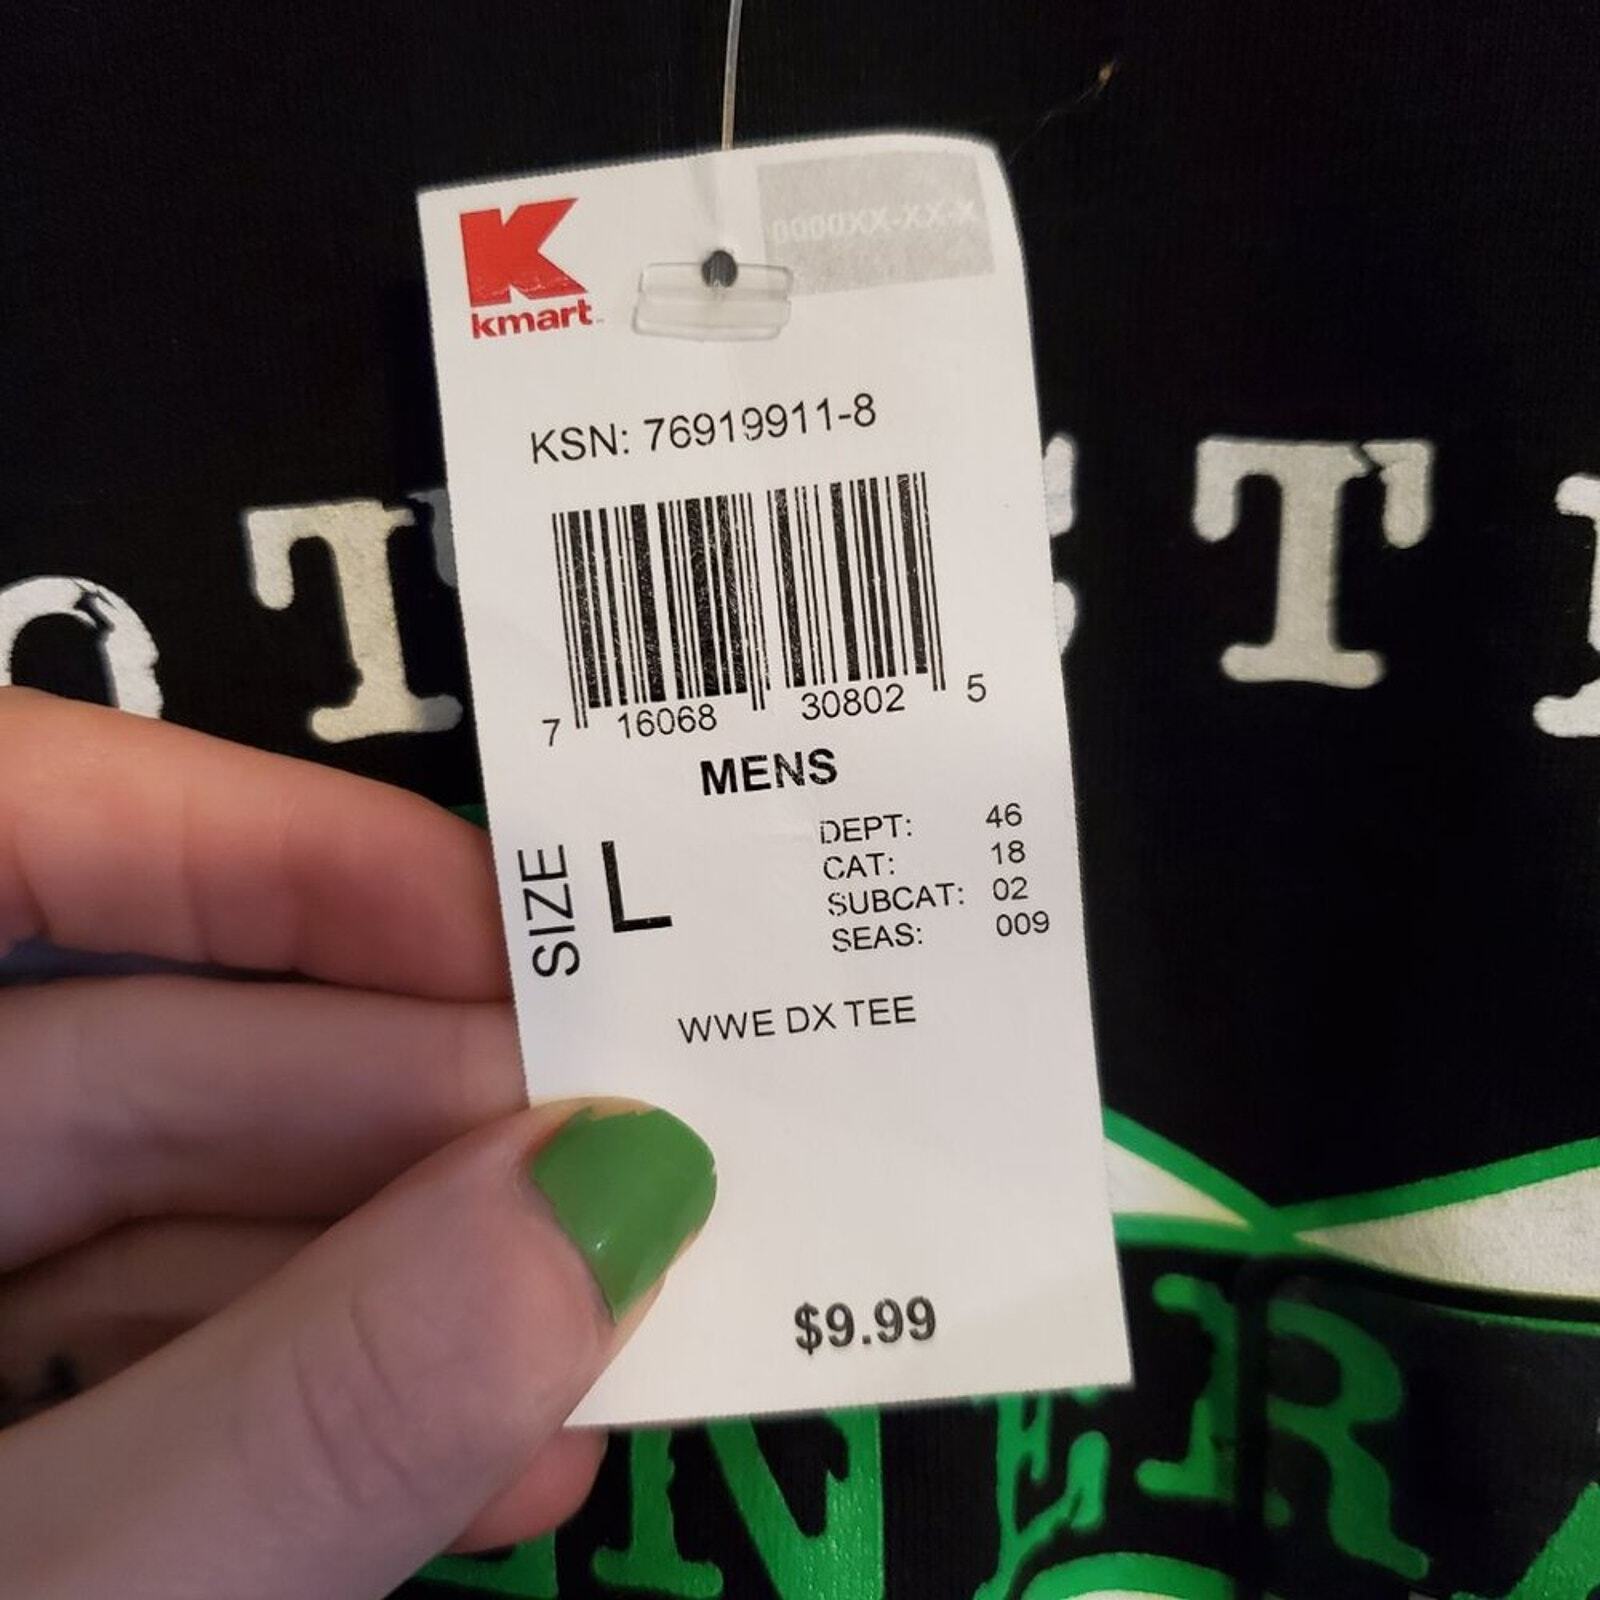 kmart
0000XX-XX-X
KSN: 76919911-8
7 16068 30802 5
MENS
SIZE L
DEPT: 46
CAT: 18
SUBCAT: 02
SEAS: 009
WWE DX TEE
$9.99